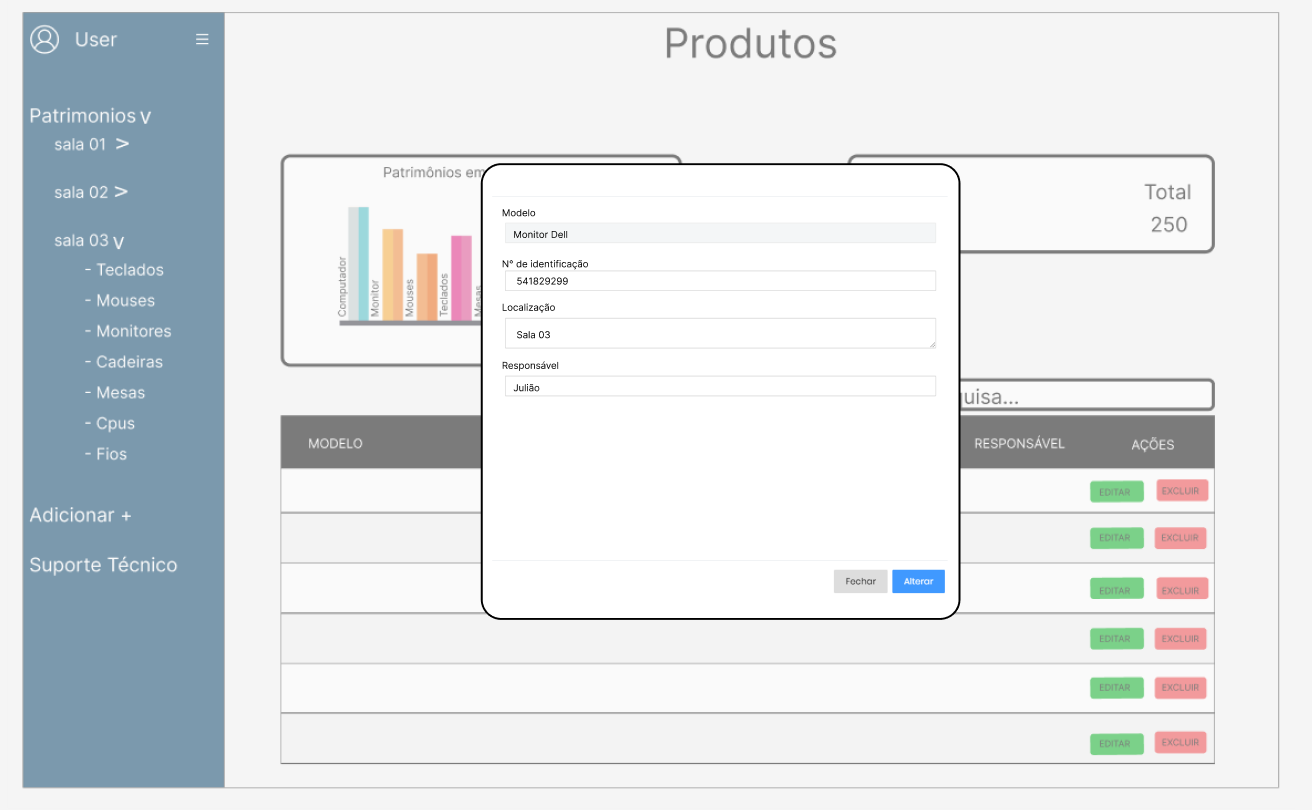 User
Produtos
Patrimonios v
sala 01 >
sala 02 >
sala 03 v
- Teclados
- Mouses
- Monitores
- Cadeiras
- Mesas
- Cpus
- Fios
Adicionar +
Suporte Técnico
Patrimônios em
Computador
Monitor
Mouses
Teclados
Mesas
Total
250
Modelo
Monitor Dell
N° de identificação
541829299
Localização
Sala 03
Responsável
Julião
Fechar
Alterar
uisa...
MODELO
RESPONSÁVEL
AÇÕES
EDITAR EXCLUIR
EDITAR EXCLUIR
EDITAR EXCLUIR
EDITAR EXCLUIR
EDITAR EXCLUIR
EDITAR EXCLUIR